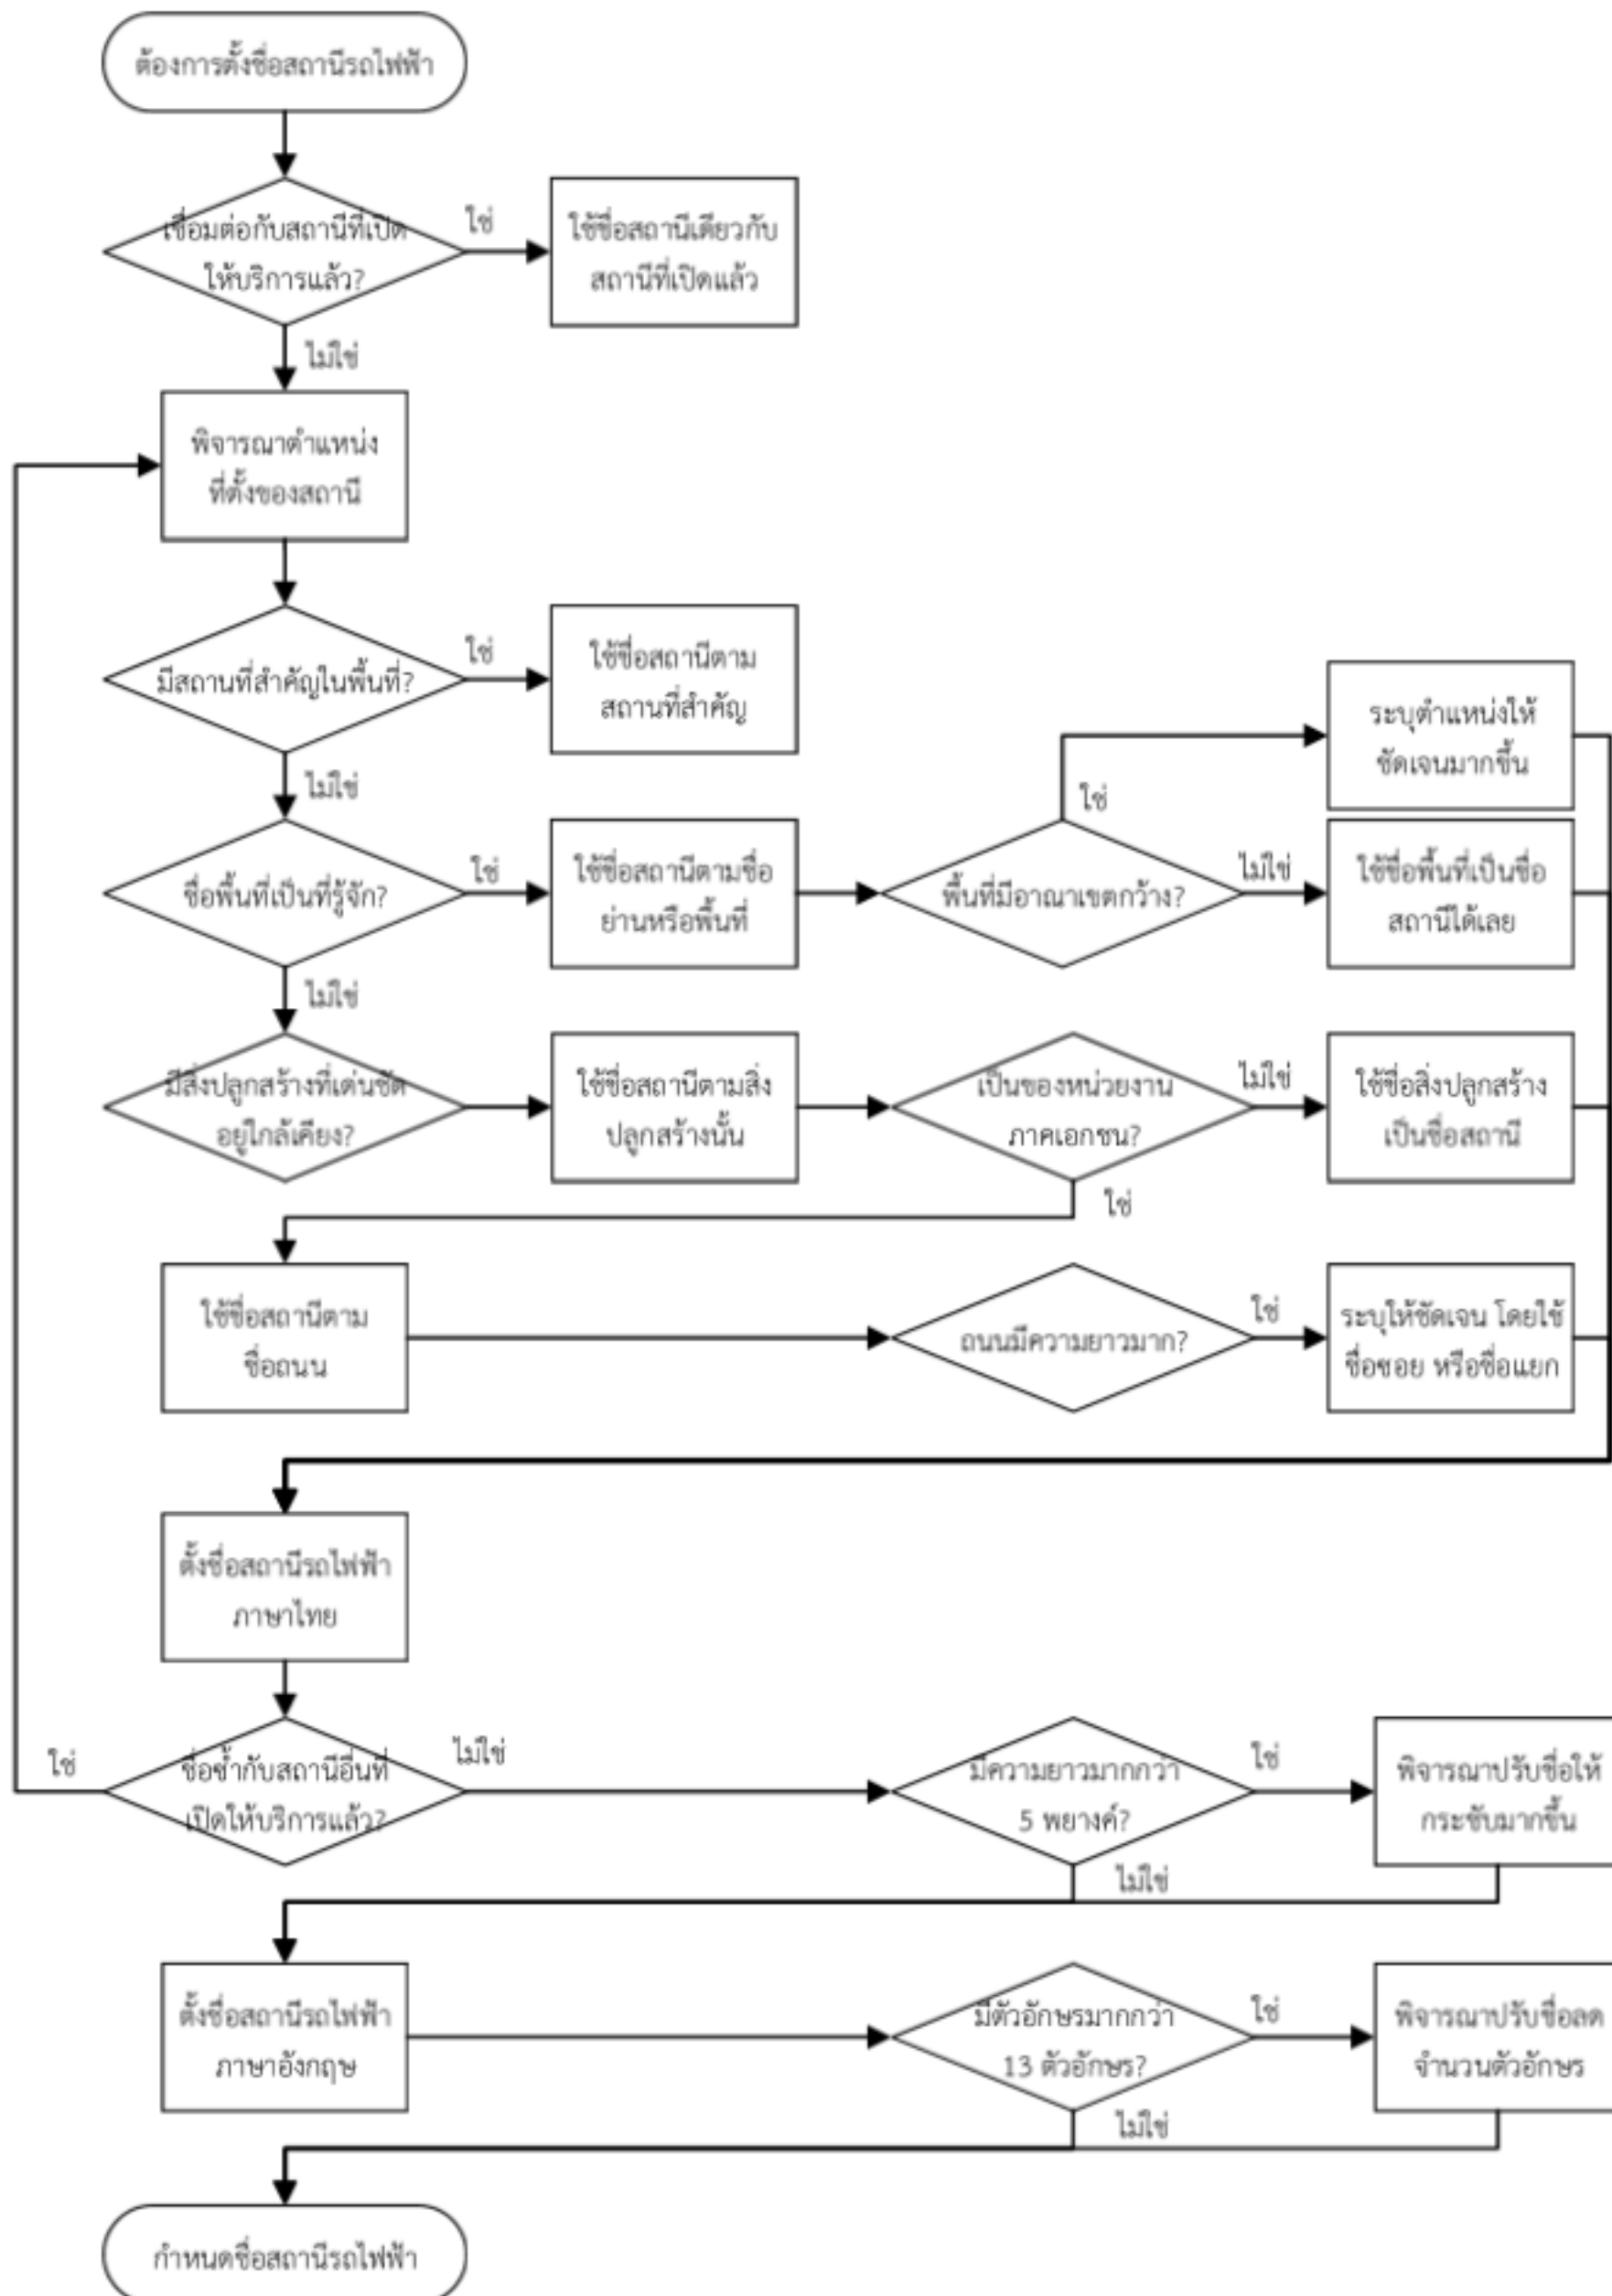 ต้องการตั้งชื่อสถานีรถไฟฟ้า
เชื่อมต่อกับสถานีที่เปิด
ให้บริการแล้ว?
ใช่
ใช้ชื่อสถานีเดียวกับ
สถานีที่เปิดแล้ว
ไม่ใช่
พิจารณาตำแหน่ง
ที่ตั้งของสถานี
มีสถานที่สำคัญในพื้นที่?
ใช่
ใช้ชื่อสถานีตาม
สถานที่สำคัญ
ไม่ใช่
ชื่อพื้นที่เป็นที่รู้จัก?
ใช่
ใช้ชื่อสถานีตามชื่อ
ย่านหรือพื้นที่
พื้นที่มีอาณาเขตกว้าง?
ใช่
ระบุตำแหน่งให้
ชัดเจนมากขึ้น
ไม่ใช่
ใช้ชื่อพื้นที่เป็นชื่อ
สถานีได้เลย
ไม่ใช่
มีสิ่งปลูกสร้างที่เด่นชัด
อยู่ใกล้เคียง?
ใช้ชื่อสถานีตามสิ่ง
ปลูกสร้างนั้น
เป็นของหน่วยงาน
ภาคเอกชน?
ไม่ใช่
ใช้ชื่อสิ่งปลูกสร้าง
เป็นชื่อสถานี
ใช่
ใช้ชื่อสถานีตาม
ชื่อถนน
ถนนมีความยาวมาก?
ใช่
ระบุให้ชัดเจน โดยใช้
ชื่อซอย หรือชื่อแยก
ตั้งชื่อสถานีรถไฟฟ้า
ภาษาไทย
ใช่
ชื่อซ้ำกับสถานีอื่นที่
เปิดให้บริการแล้ว?
ไม่ใช่
มีความยาวมากกว่า
5 พยางค์?
ใช่
พิจารณาปรับชื่อให้
กระชับมากขึ้น
ไม่ใช่
ตั้งชื่อสถานีรถไฟฟ้า
ภาษาอังกฤษ
มีตัวอักษรมากกว่า
13 ตัวอักษร?
ใช่
พิจารณาปรับชื่อลด
จำนวนตัวอักษร
ไม่ใช่
กำหนดชื่อสถานีรถไฟฟ้า